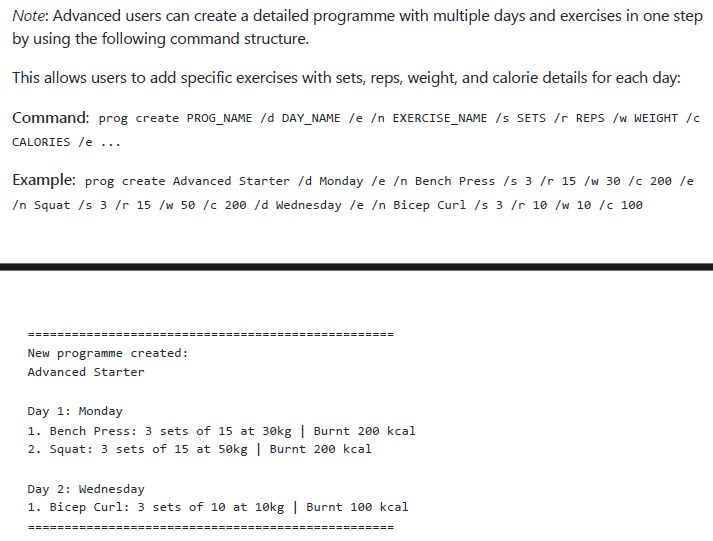 Note: Advanced users can create a detailed programme with multiple days and exercises in one step
by using the following command structure.
This allows users to add specific exercises with sets, reps, weight, and calorie details for each day:
Command: prog create PROG_NAME /d DAY_NAME /e /n EXERCISE_NAME /s SETS /r REPS /w WEIGHT /c
CALORIES /e ...
Example: prog create Advanced Starter /d Monday /e /n Bench Press /s 3 /r 15 /w 30 /c 200 /e
/n Squat /s 3 /r 15 /w 50 /c 200 /d Wednesday /e /n Bicep Curl /s 3 /r 10 /w 10 /c 100
==================================================
New programme created:
Advanced Starter
Day 1: Monday
1. Bench Press: 3 sets of 15 at 30kg | Burnt 200 kcal
2. Squat: 3 sets of 15 at 50kg | Burnt 200 kcal
Day 2: Wednesday
1. Bicep Curl: 3 sets of 10 at 10kg | Burnt 100 kcal
==================================================